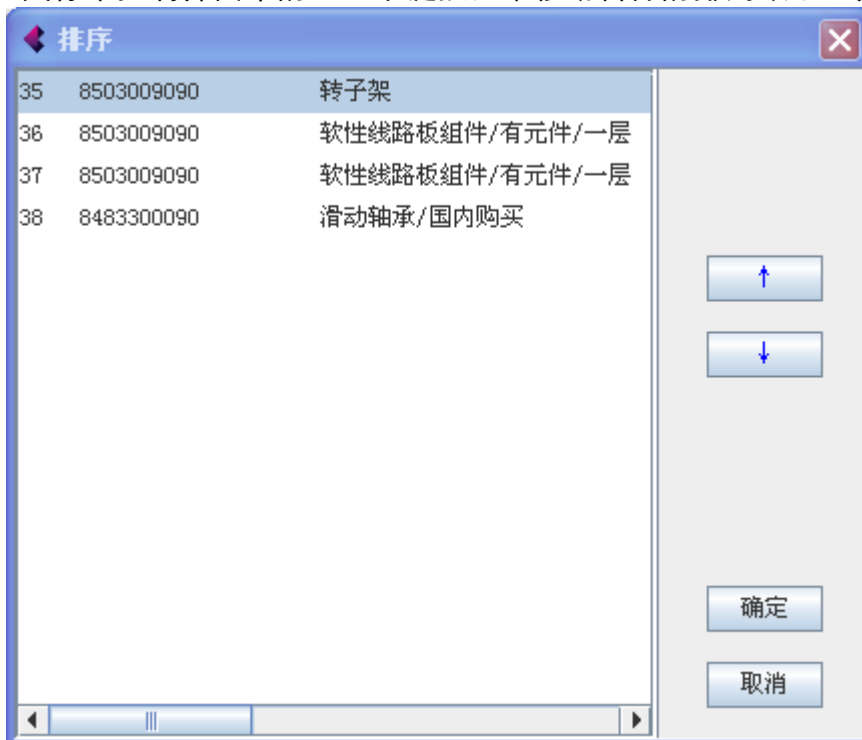 排序
35 8503009090 转子架
36 8503009090 软性线路板组件/有元件/一层
37 8503009090 软性线路板组件/有元件/一层
38 8483300090 滑动轴承/国内购买
↑
↓
确定
取消